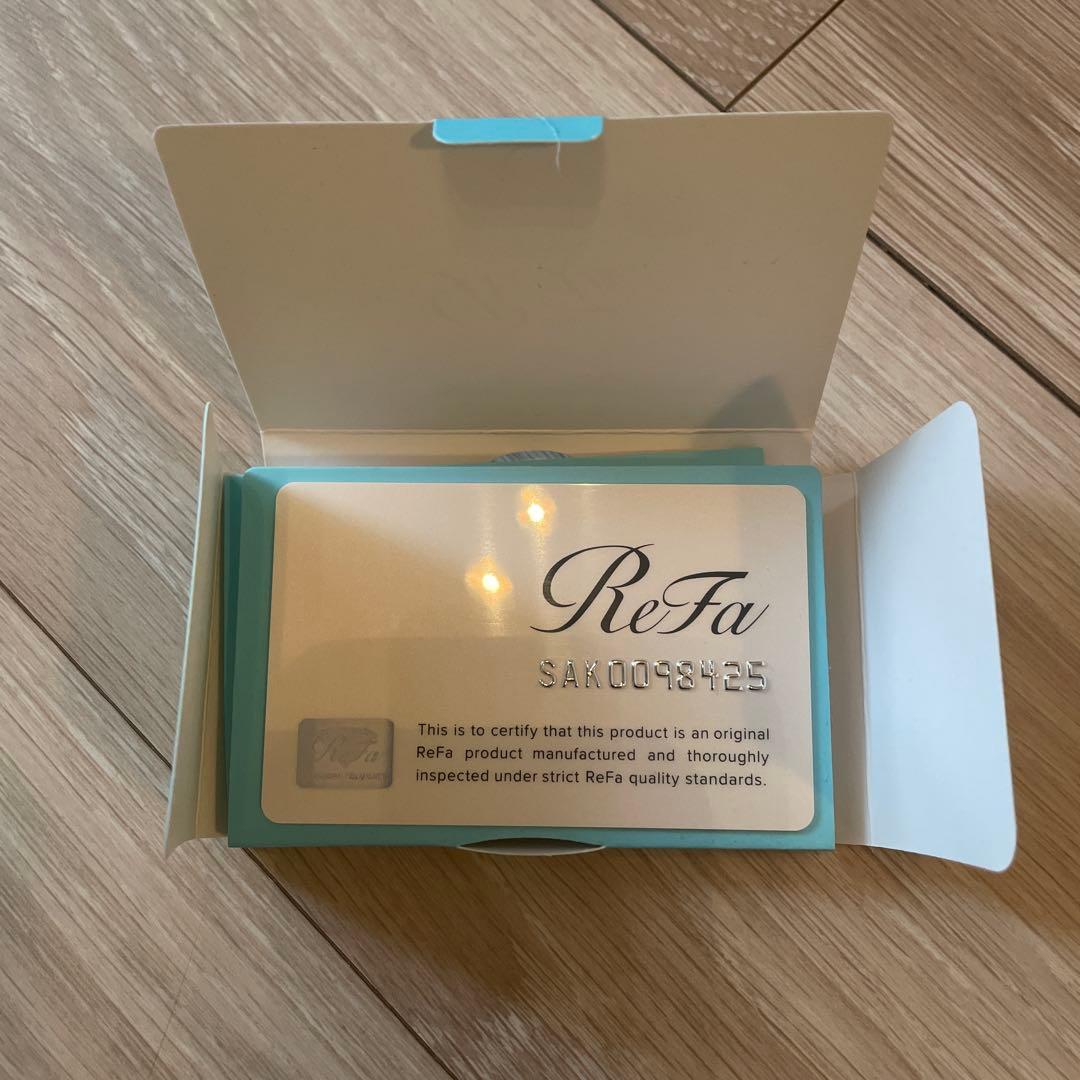 ReFa
SAK0098425
This is to certify that this product is an original
ReFa product manufactured and thoroughly
inspected under strict ReFa quality standards.
ReFa